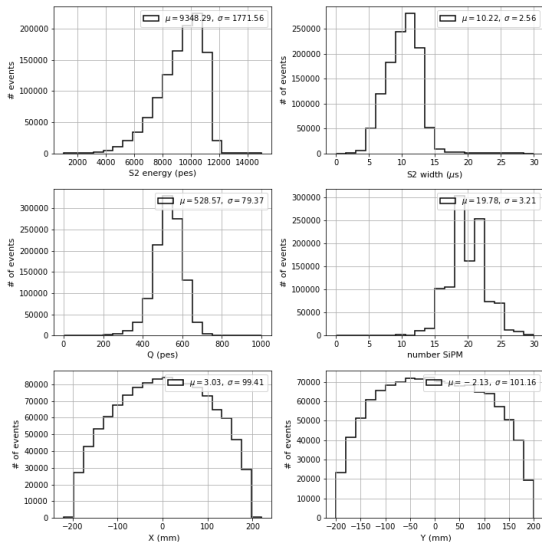 μ = 9348.29, σ = 1771.56
# events
200000
150000
100000
50000
0
2000 4000 6000 8000 10000 12000 14000
S2 energy (pes)
μ = 10.22, σ = 2.56
# of events
250000
200000
150000
100000
50000
0
0 5 10 15 20 25 30
S2 width (μs)
μ = 528.57, σ = 79.37
# of events
300000
250000
200000
150000
100000
50000
0
0 200 400 600 800 1000
Q (pes)
μ = 19.78, σ = 3.21
# of events
300000
250000
200000
150000
100000
50000
0
0 5 10 15 20 25 30
number SiPM
μ = 3.03, σ = 99.41
# of events
80000
70000
60000
50000
40000
30000
20000
10000
0
−200 −100 0 100 200
X (mm)
μ = −2.13, σ = 101.16
# of events
70000
60000
50000
40000
30000
20000
10000
0
−200 −150 −100 −50 0 50 100 150 200
Y (mm)